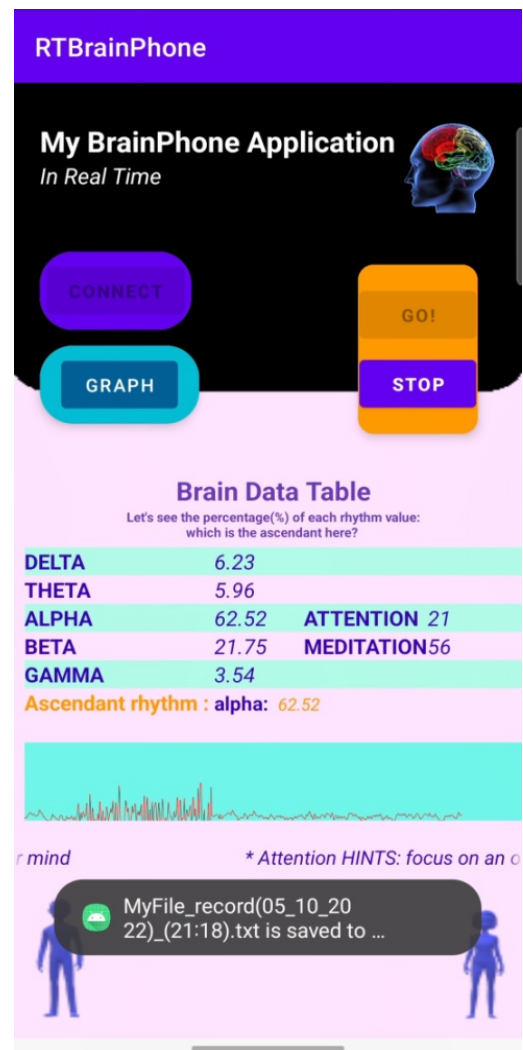 RTBrainPhone
My BrainPhone Application
In Real Time
CONNECT
GO!
GRAPH
STOP
Brain Data Table
Let's see the percentage(%) of each rhythm value:
which is the ascendant here?
DELTA 6.23
THETA 5.96
ALPHA 62.52 ATTENTION 21
BETA 21.75 MEDITATION56
GAMMA 3.54
Ascendant rhythm : alpha: 62.52
r mind * Attention HINTS: focus on an o
MyFile_record(05_10_20
22)_(21:18).txt is saved to ...